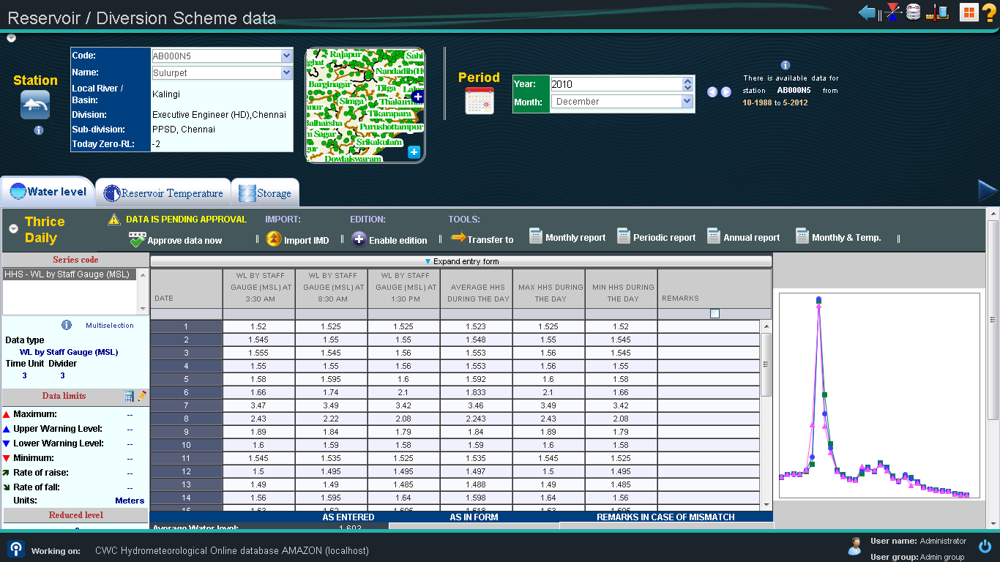 Reservoir / Diversion Scheme data
Station
Code: AB000N5
Name: Sulurpet
Local River / Basin: Kalingi
Division: Executive Engineer (HD),Chennai
Sub-division: PPSD, Chennai
Today Zero-RL: -2
Rajapur
Nandadih(H
Barginagar
Tilga
Simga
Thakurm
Tikarapara
Balharsha
Purushottampur
m Sagar
Srikakulam
Dowlaiswaram
Period
Year: 2010
Month: December
There is available data for
station AB000N5 from
10-1988 to 5-2012
Water level
Reservoir Temperature
Storage
Thrice
Daily
DATA IS PENDING APPROVAL
Approve data now
IMPORT:
Import IMD
EDITION:
Enable edition
TOOLS:
Transfer to
Monthly report
Periodic report
Annual report
Monthly & Temp.
Series code
HHS - WL by Staff Gauge (MSL)
Multiselection
Data type
WL by Staff Gauge (MSL)
Time Unit Divider
3 3
Data limits
Maximum: --
Upper Warning Level: --
Lower Warning Level: --
Minimum: --
Rate of raise: --
Rate of fall: --
Units: Meters
Reduced level
Expand entry form
DATE
WL BY STAFF GAUGE (MSL) AT 3:30 AM
WL BY STAFF GAUGE (MSL) AT 8:30 AM
WL BY STAFF GAUGE (MSL) AT 1:30 PM
AVERAGE HHS DURING THE DAY
MAX HHS DURING THE DAY
MIN HHS DURING THE DAY
REMARKS
1 1.52 1.525 1.525 1.523 1.525 1.52
2 1.545 1.55 1.55 1.548 1.55 1.545
3 1.555 1.545 1.56 1.553 1.56 1.545
4 1.55 1.55 1.56 1.553 1.56 1.55
5 1.58 1.595 1.6 1.592 1.6 1.58
6 1.66 1.74 2.1 1.833 2.1 1.66
7 3.47 3.49 3.42 3.46 3.49 3.42
8 2.43 2.22 2.08 2.243 2.43 2.08
9 1.89 1.84 1.79 1.84 1.89 1.79
10 1.6 1.59 1.58 1.59 1.6 1.58
11 1.545 1.535 1.525 1.535 1.545 1.525
12 1.5 1.495 1.495 1.497 1.5 1.495
13 1.49 1.49 1.485 1.488 1.49 1.485
14 1.56 1.595 1.64 1.598 1.64 1.56
15 1.63 1.62 1.605 1.618 1.63 1.605
AS ENTERED AS IN FORM REMARKS IN CASE OF MISMATCH
Average Water level: 1.603
Working on: CWC Hydrometeorological Online database AMAZON (localhost)
User name: Administrator
User group: Admin group